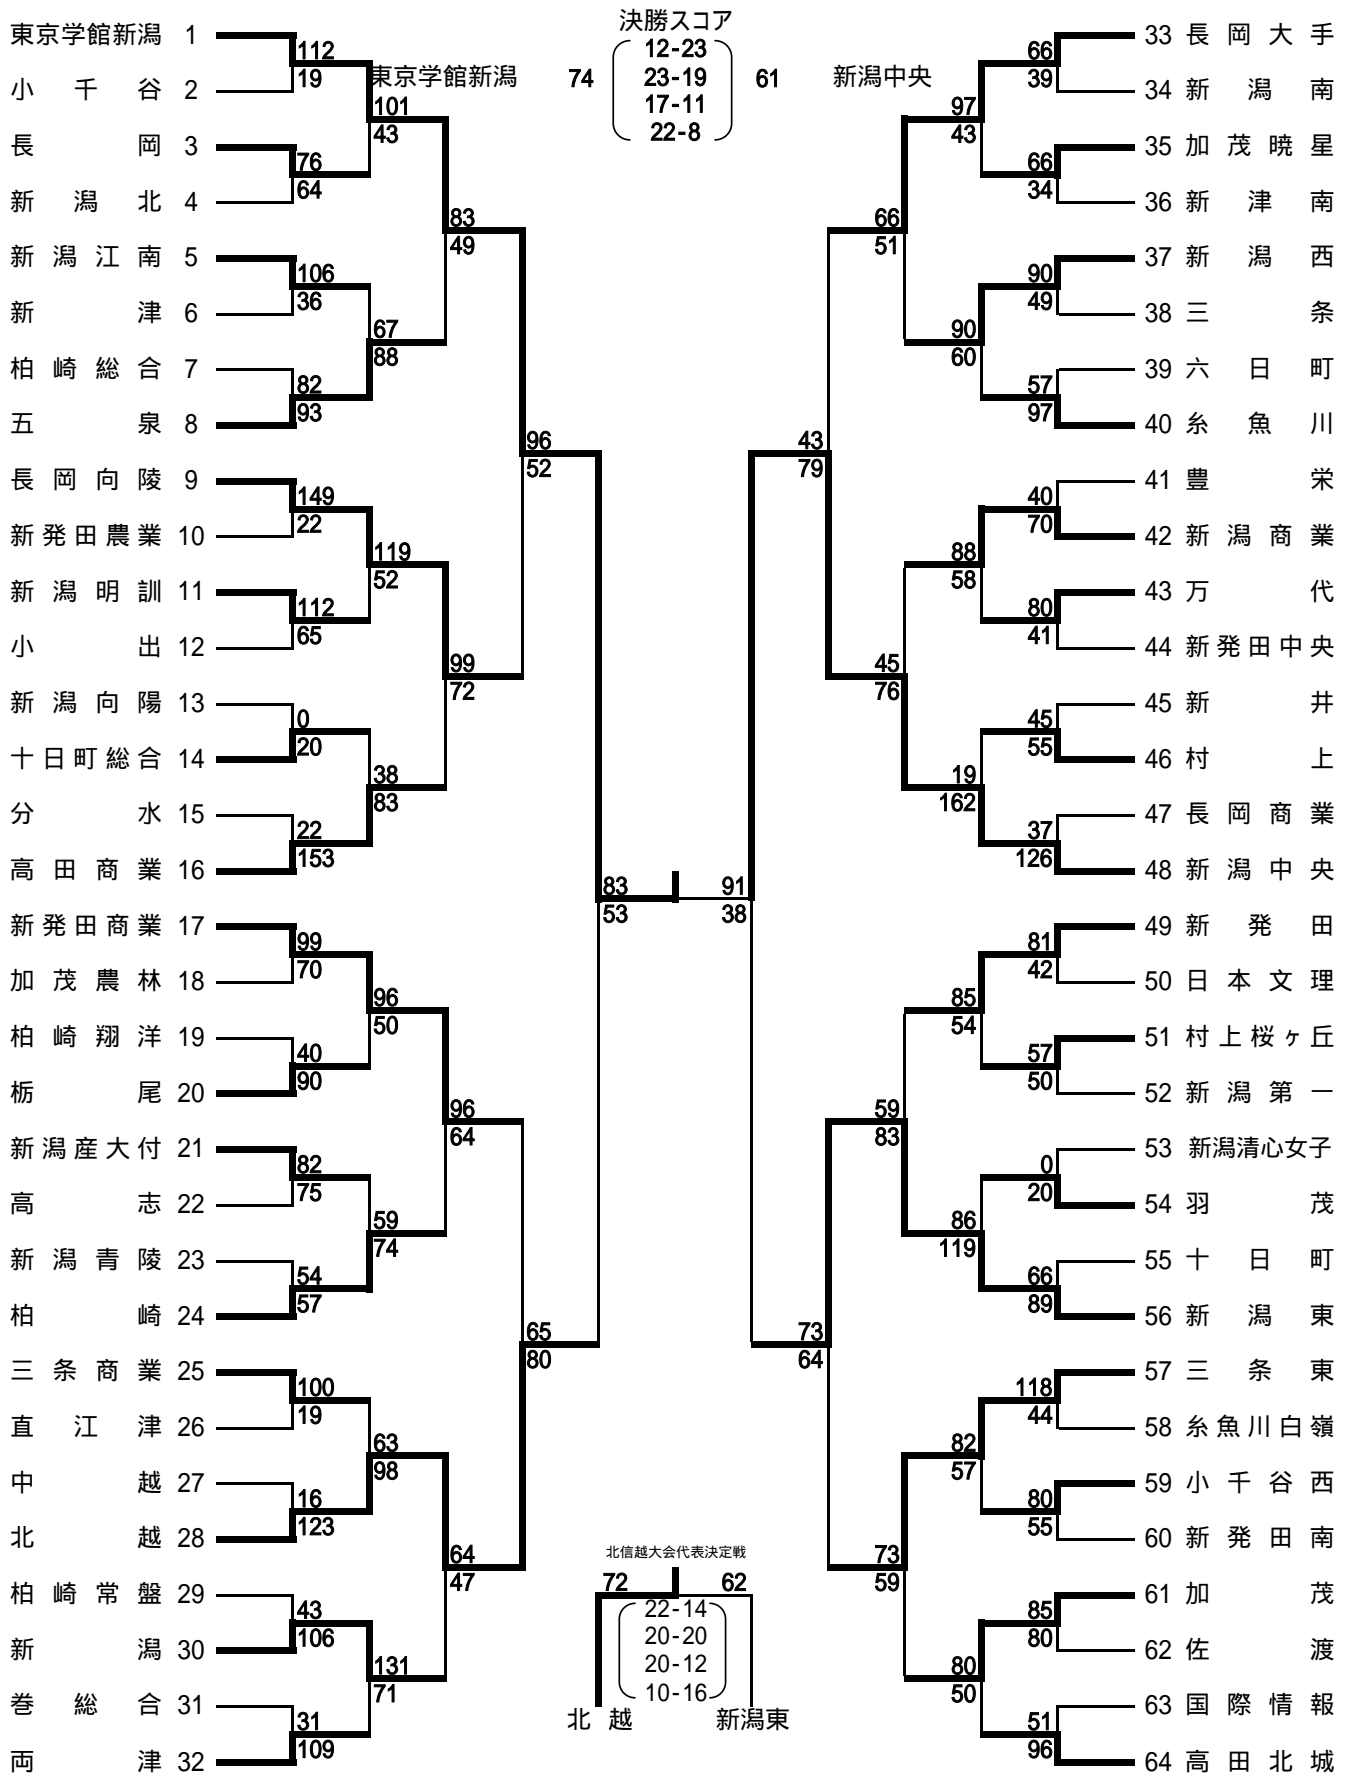 決勝スコア
東京学館新潟 74 12-23 61 新潟中央
23-19
17-11
22-8
東京学館新潟 1
112
19
小千谷 2
101
43
長岡 3
76
64
新潟北 4
83
49
新潟江南 5
106
36
新津 6
67
88
柏崎総合 7
82
93
五泉 8
96
52
長岡向陵 9
149
22
新発田農業 10
119
52
新潟明訓 11
112
65
小出 12
99
72
新潟向陽 13
0
20
十日町総合 14
38
83
分水 15
22
153
高田商業 16
83
53
新発田商業 17
99
70
加茂農林 18
96
50
柏崎翔洋 19
40
90
栃尾 20
96
64
新潟産大付 21
82
75
高志 22
59
74
新潟青陵 23
54
57
柏崎 24
65
80
三条商業 25
100
19
直江津 26
63
98
中越 27
16
123
北越 28
64
47
柏崎常盤 29
43
106
新潟 30
131
71
巻総合 31
31
109
両津 32
33 長岡大手
66
39
34 新潟南
97
43
35 加茂暁星
66
34
36 新津南
66
51
37 新潟西
90
49
38 三条
90
60
39 六日町
57
97
40 糸魚川
43
79
41 豊栄
40
70
42 新潟商業
88
58
43 万代
80
41
44 新発田中央
45
76
45 新井
45
55
46 村上
19
162
47 長岡商業
37
126
48 新潟中央
91
38
49 新発田
81
42
50 日本文理
85
54
51 村上桜ヶ丘
57
50
52 新潟第一
59
83
53 新潟清心女子
0
20
54 羽茂
86
119
55 十日町
66
89
56 新潟東
73
64
57 三条東
118
44
58 糸魚川白嶺
82
57
59 小千谷西
80
55
60 新発田南
73
59
61 加茂
85
80
62 佐渡
80
50
63 国際情報
51
96
64 高田北城
北信越大会代表決定戦
72 62
22-14
20-20
20-12
10-16
北越 新潟東